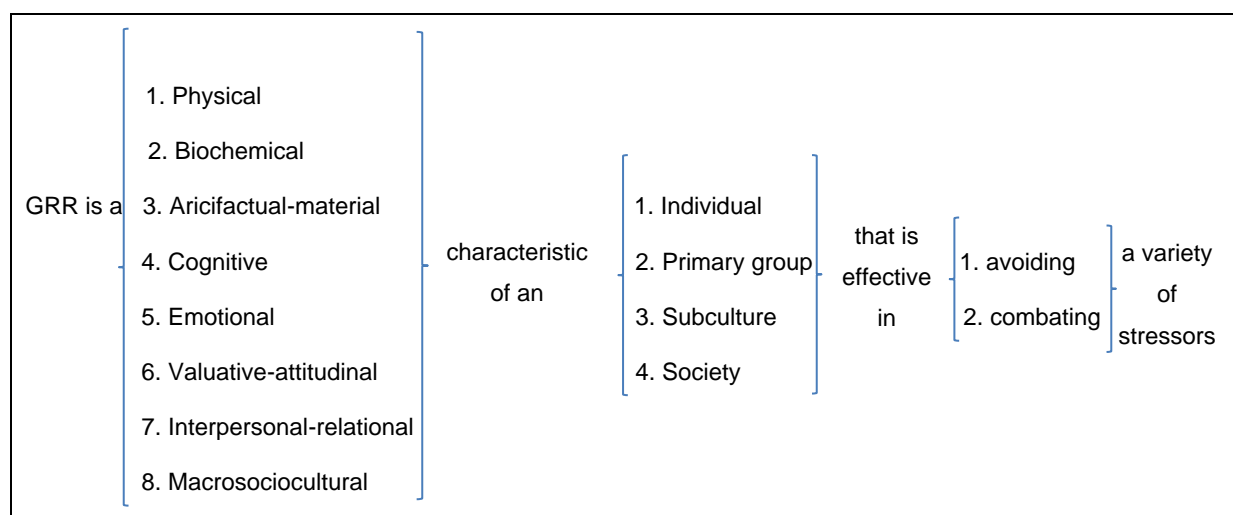 GRR is a
1. Physical
2. Biochemical
3. Aricifactual-material
4. Cognitive
5. Emotional
6. Valuative-attitudinal
7. Interpersonal-relational
8. Macrosociocultural
characteristic
of an
1. Individual
2. Primary group
3. Subculture
4. Society
that is
effective
in
1. avoiding
2. combating
a variety
of
stressors